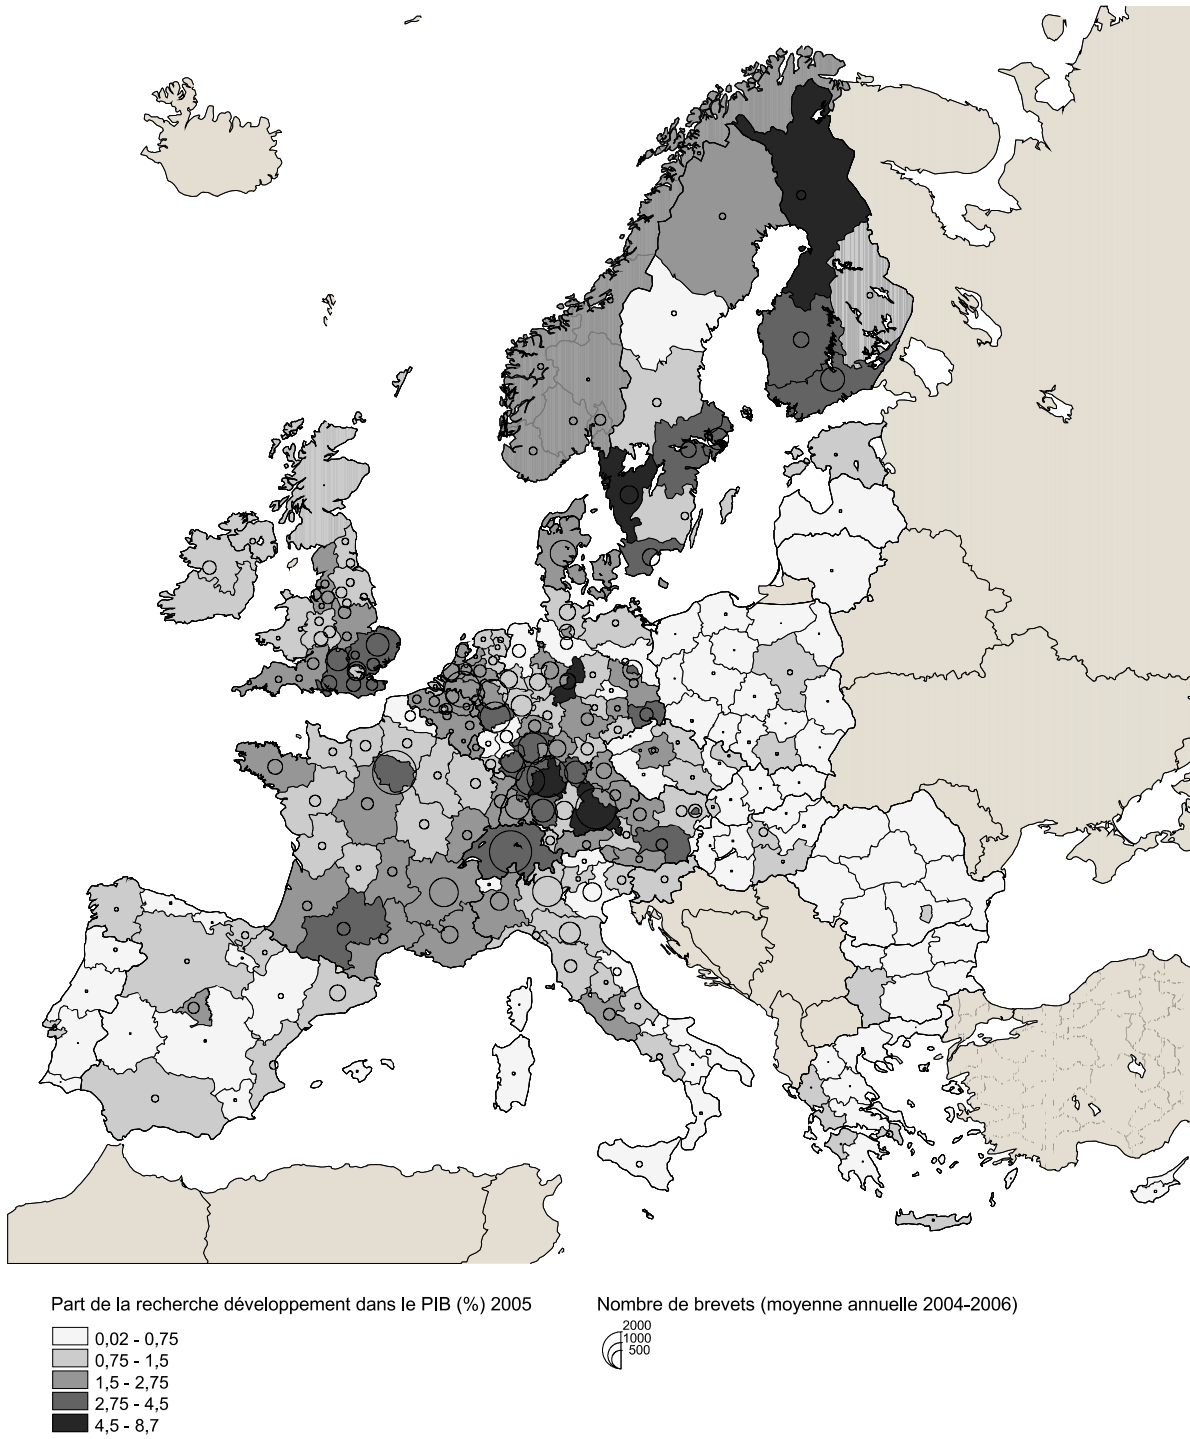 Part de la recherche développement dans le PIB (%) 2005
0,02 - 0,75
0,75 - 1,5
1,5 - 2,75
2,75 - 4,5
4,5 - 8,7
Nombre de brevets (moyenne annuelle 2004-2006)
2000
1000
500